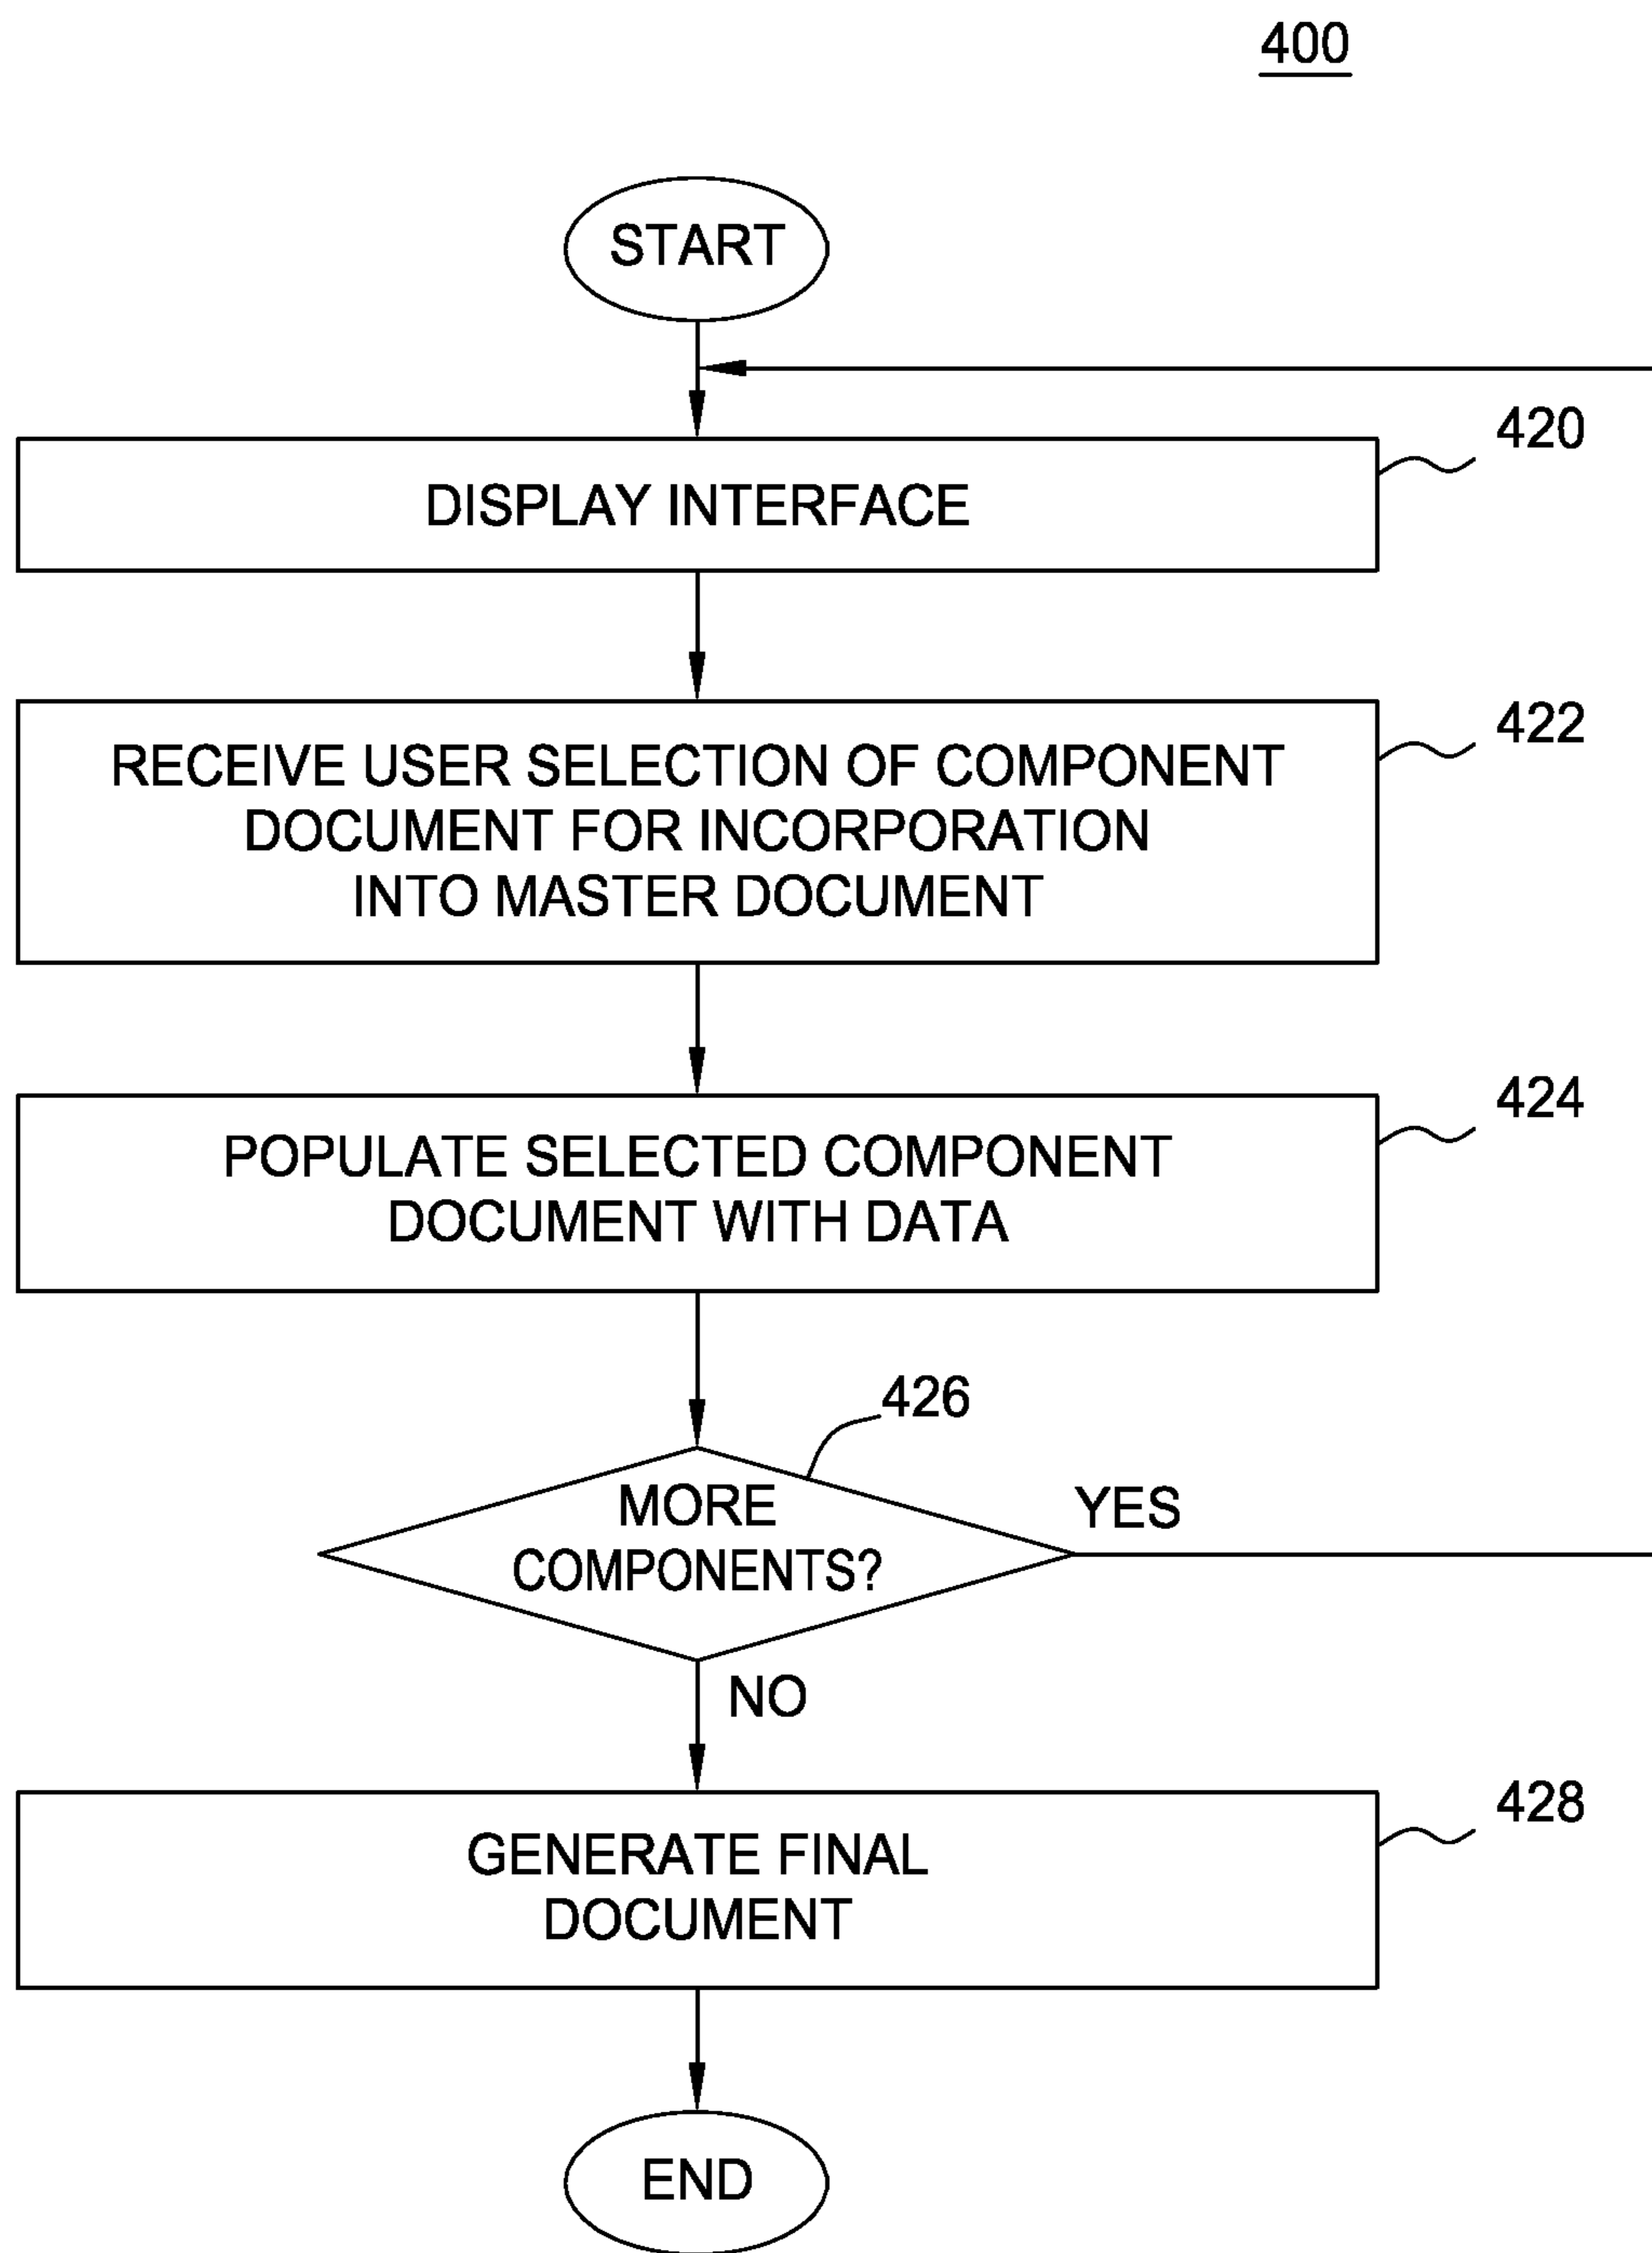 400
START
420
DISPLAY INTERFACE
422
RECEIVE USER SELECTION OF COMPONENT
DOCUMENT FOR INCORPORATION
INTO MASTER DOCUMENT
424
POPULATE SELECTED COMPONENT
DOCUMENT WITH DATA
426
MORE
COMPONENTS?
YES
NO
428
GENERATE FINAL
DOCUMENT
END